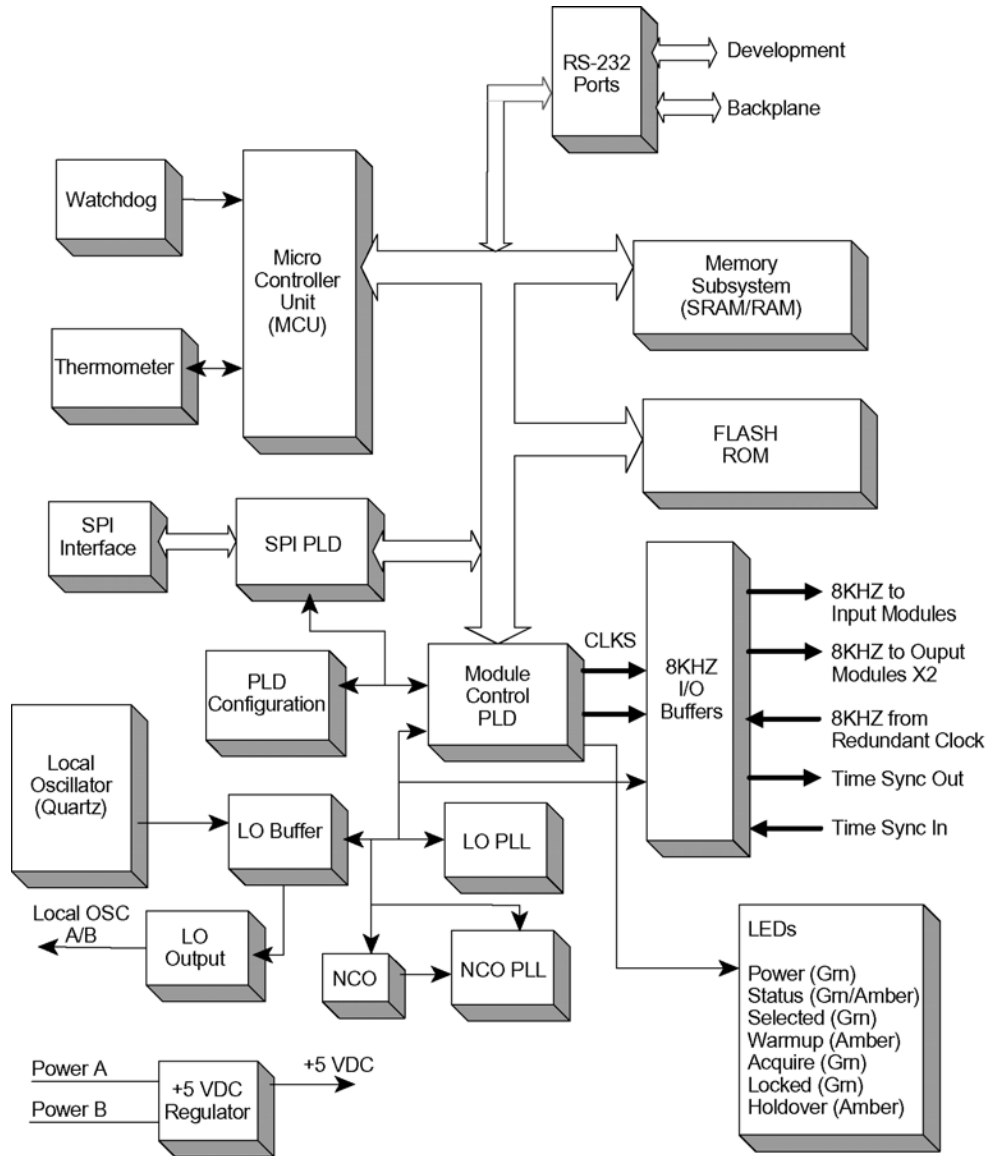 RS-232
Ports
Development
Backplane
Watchdog
Micro
Controller
Unit
(MCU)
Memory
Subsystem
(SRAM/RAM)
Thermometer
FLASH
ROM
SPI
Interface
SPI PLD
8KHZ to
Input Modules
CLKS
8KHZ
I/O
Buffers
8KHZ to Ouput
Modules X2
PLD
Configuration
Module
Control
PLD
8KHZ from
Redundant Clock
Local
Oscillator
(Quartz)
Time Sync Out
LO Buffer
LO PLL
Time Sync In
Local OSC
A/B
LO
Output
NCO
NCO PLL
LEDs
Power (Grn)
Status (Grn/Amber)
Selected (Grn)
Warmup (Amber)
Acquire (Grn)
Locked (Grn)
Holdover (Amber)
Power A
Power B
+5 VDC
Regulator
+5 VDC